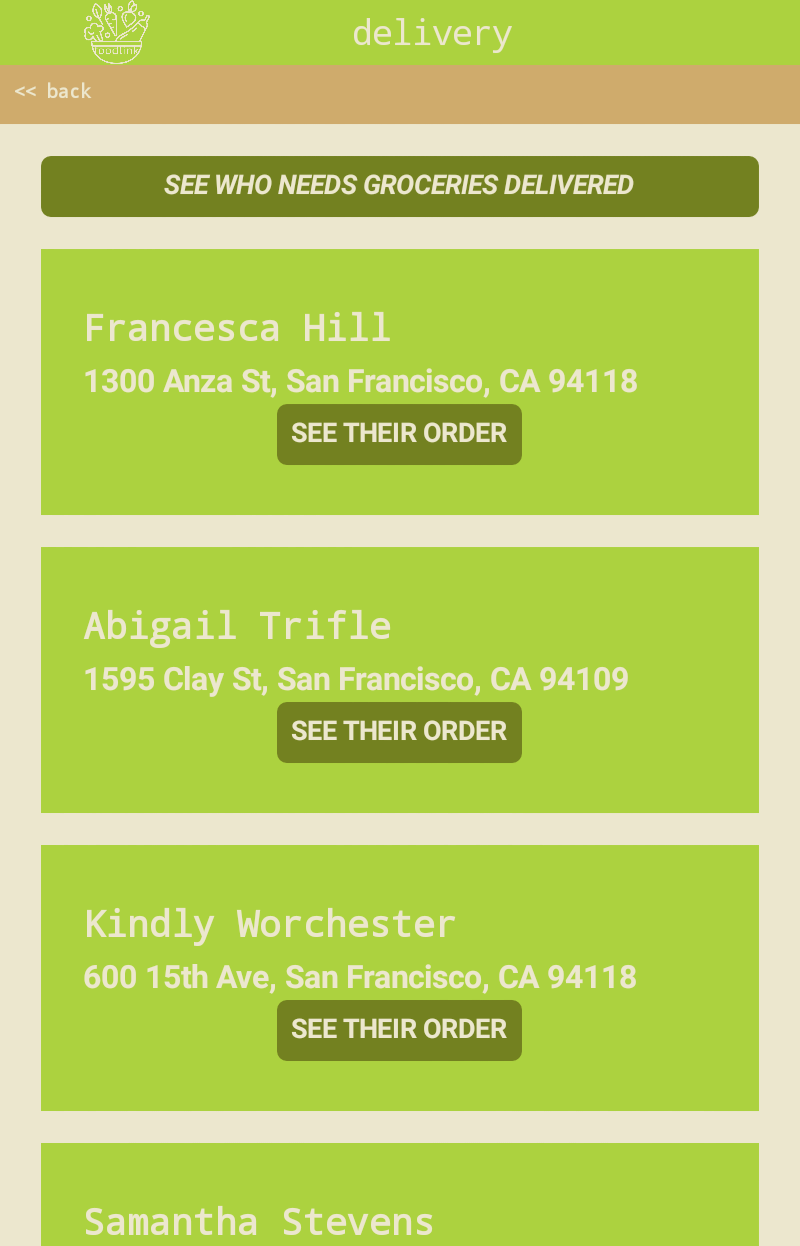 foodlink
delivery
<< back
SEE WHO NEEDS GROCERIES DELIVERED
Francesca Hill
1300 Anza St, San Francisco, CA 94118
SEE THEIR ORDER
Abigail Trifle
1595 Clay St, San Francisco, CA 94109
SEE THEIR ORDER
Kindly Worchester
600 15th Ave, San Francisco, CA 94118
SEE THEIR ORDER
Samantha Stevens